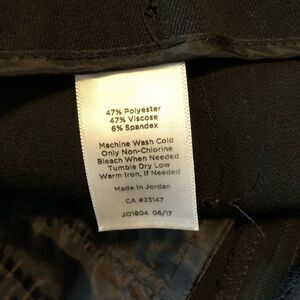 47% Polyester
47% Viscose
6% Spandex
Machine Wash Cold
Only Non-Chlorine
Bleach When Needed
Tumble Dry Low
Warm Iron, If Needed
Made in Jordan
CA #23147
JO1804 06/17